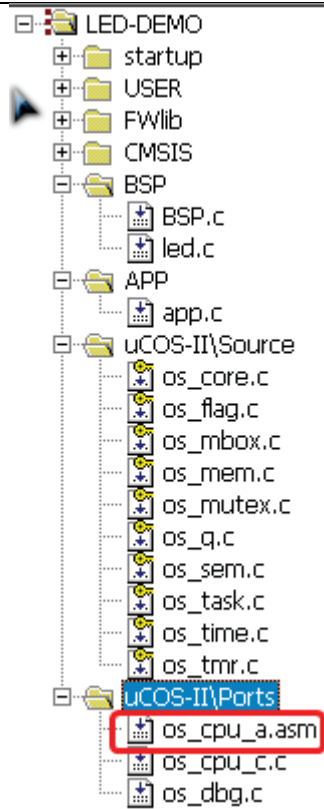 LED-DEMO
startup
USER
FWlib
CMSIS
BSP
BSP.c
led.c
APP
app.c
uCOS-II\Source
os_core.c
os_flag.c
os_mbox.c
os_mem.c
os_mutex.c
os_q.c
os_sem.c
os_task.c
os_time.c
os_tmr.c
uCOS-II\Ports
os_cpu_a.asm
os_cpu_c.c
os_dbg.c